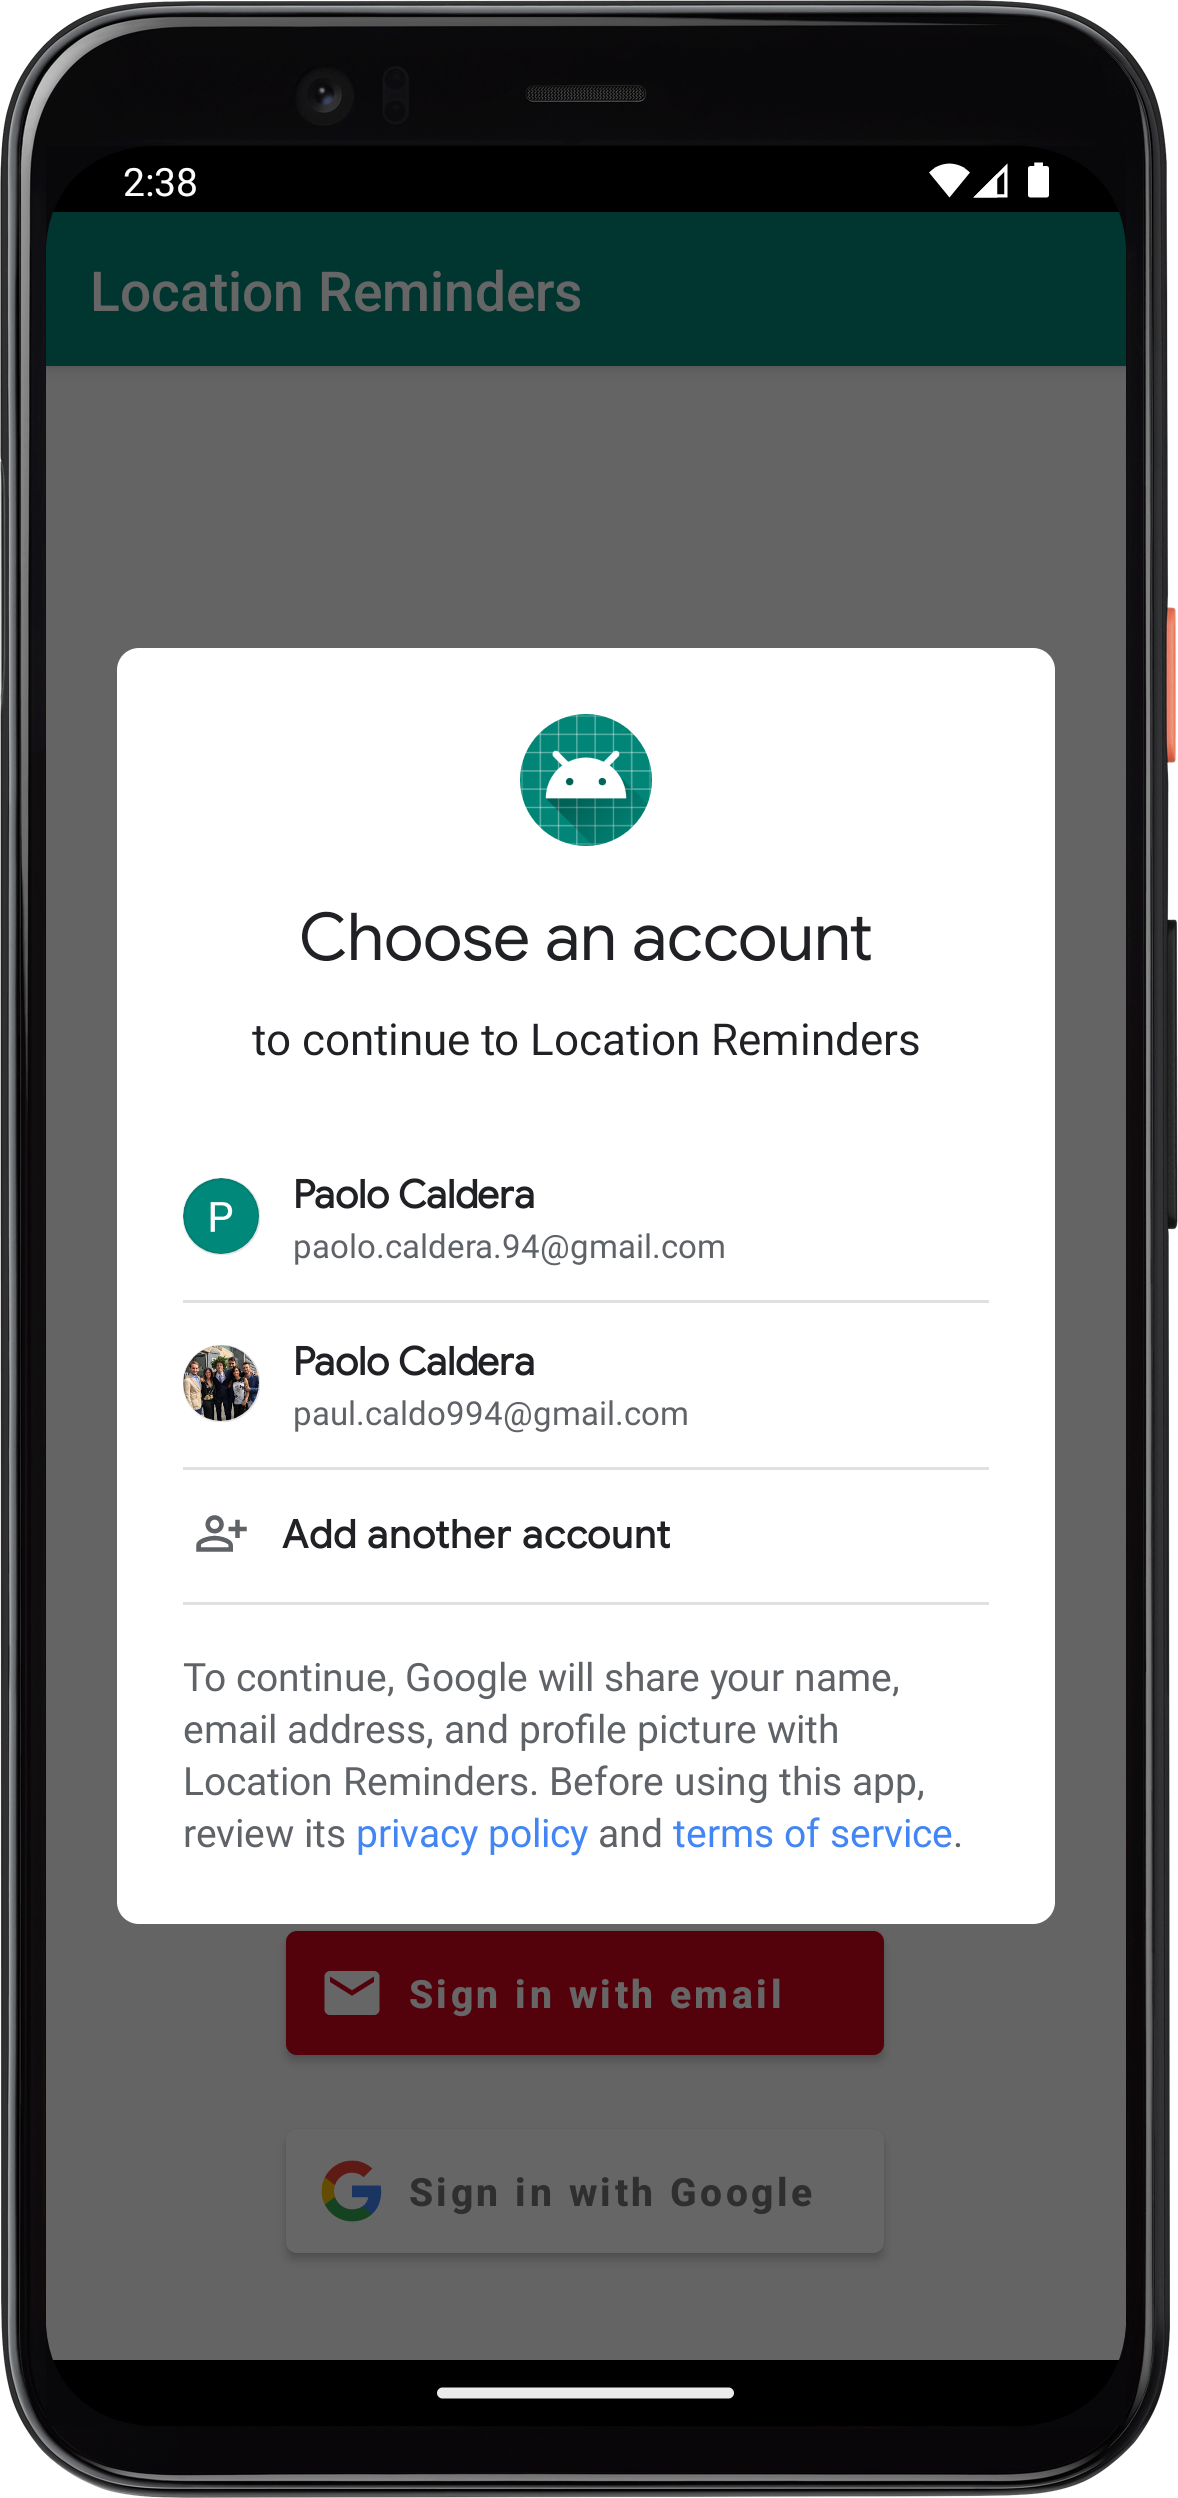 2:38
Location Reminders
Choose an account
to continue to Location Reminders
P
Paolo Caldera
paolo.caldera.94@gmail.com
Paolo Caldera
paul.caldo994@gmail.com
Add another account
To continue, Google will share your name,
email address, and profile picture with
Location Reminders. Before using this app,
review its privacy policy and terms of service.
Sign in with email
Sign in with Google